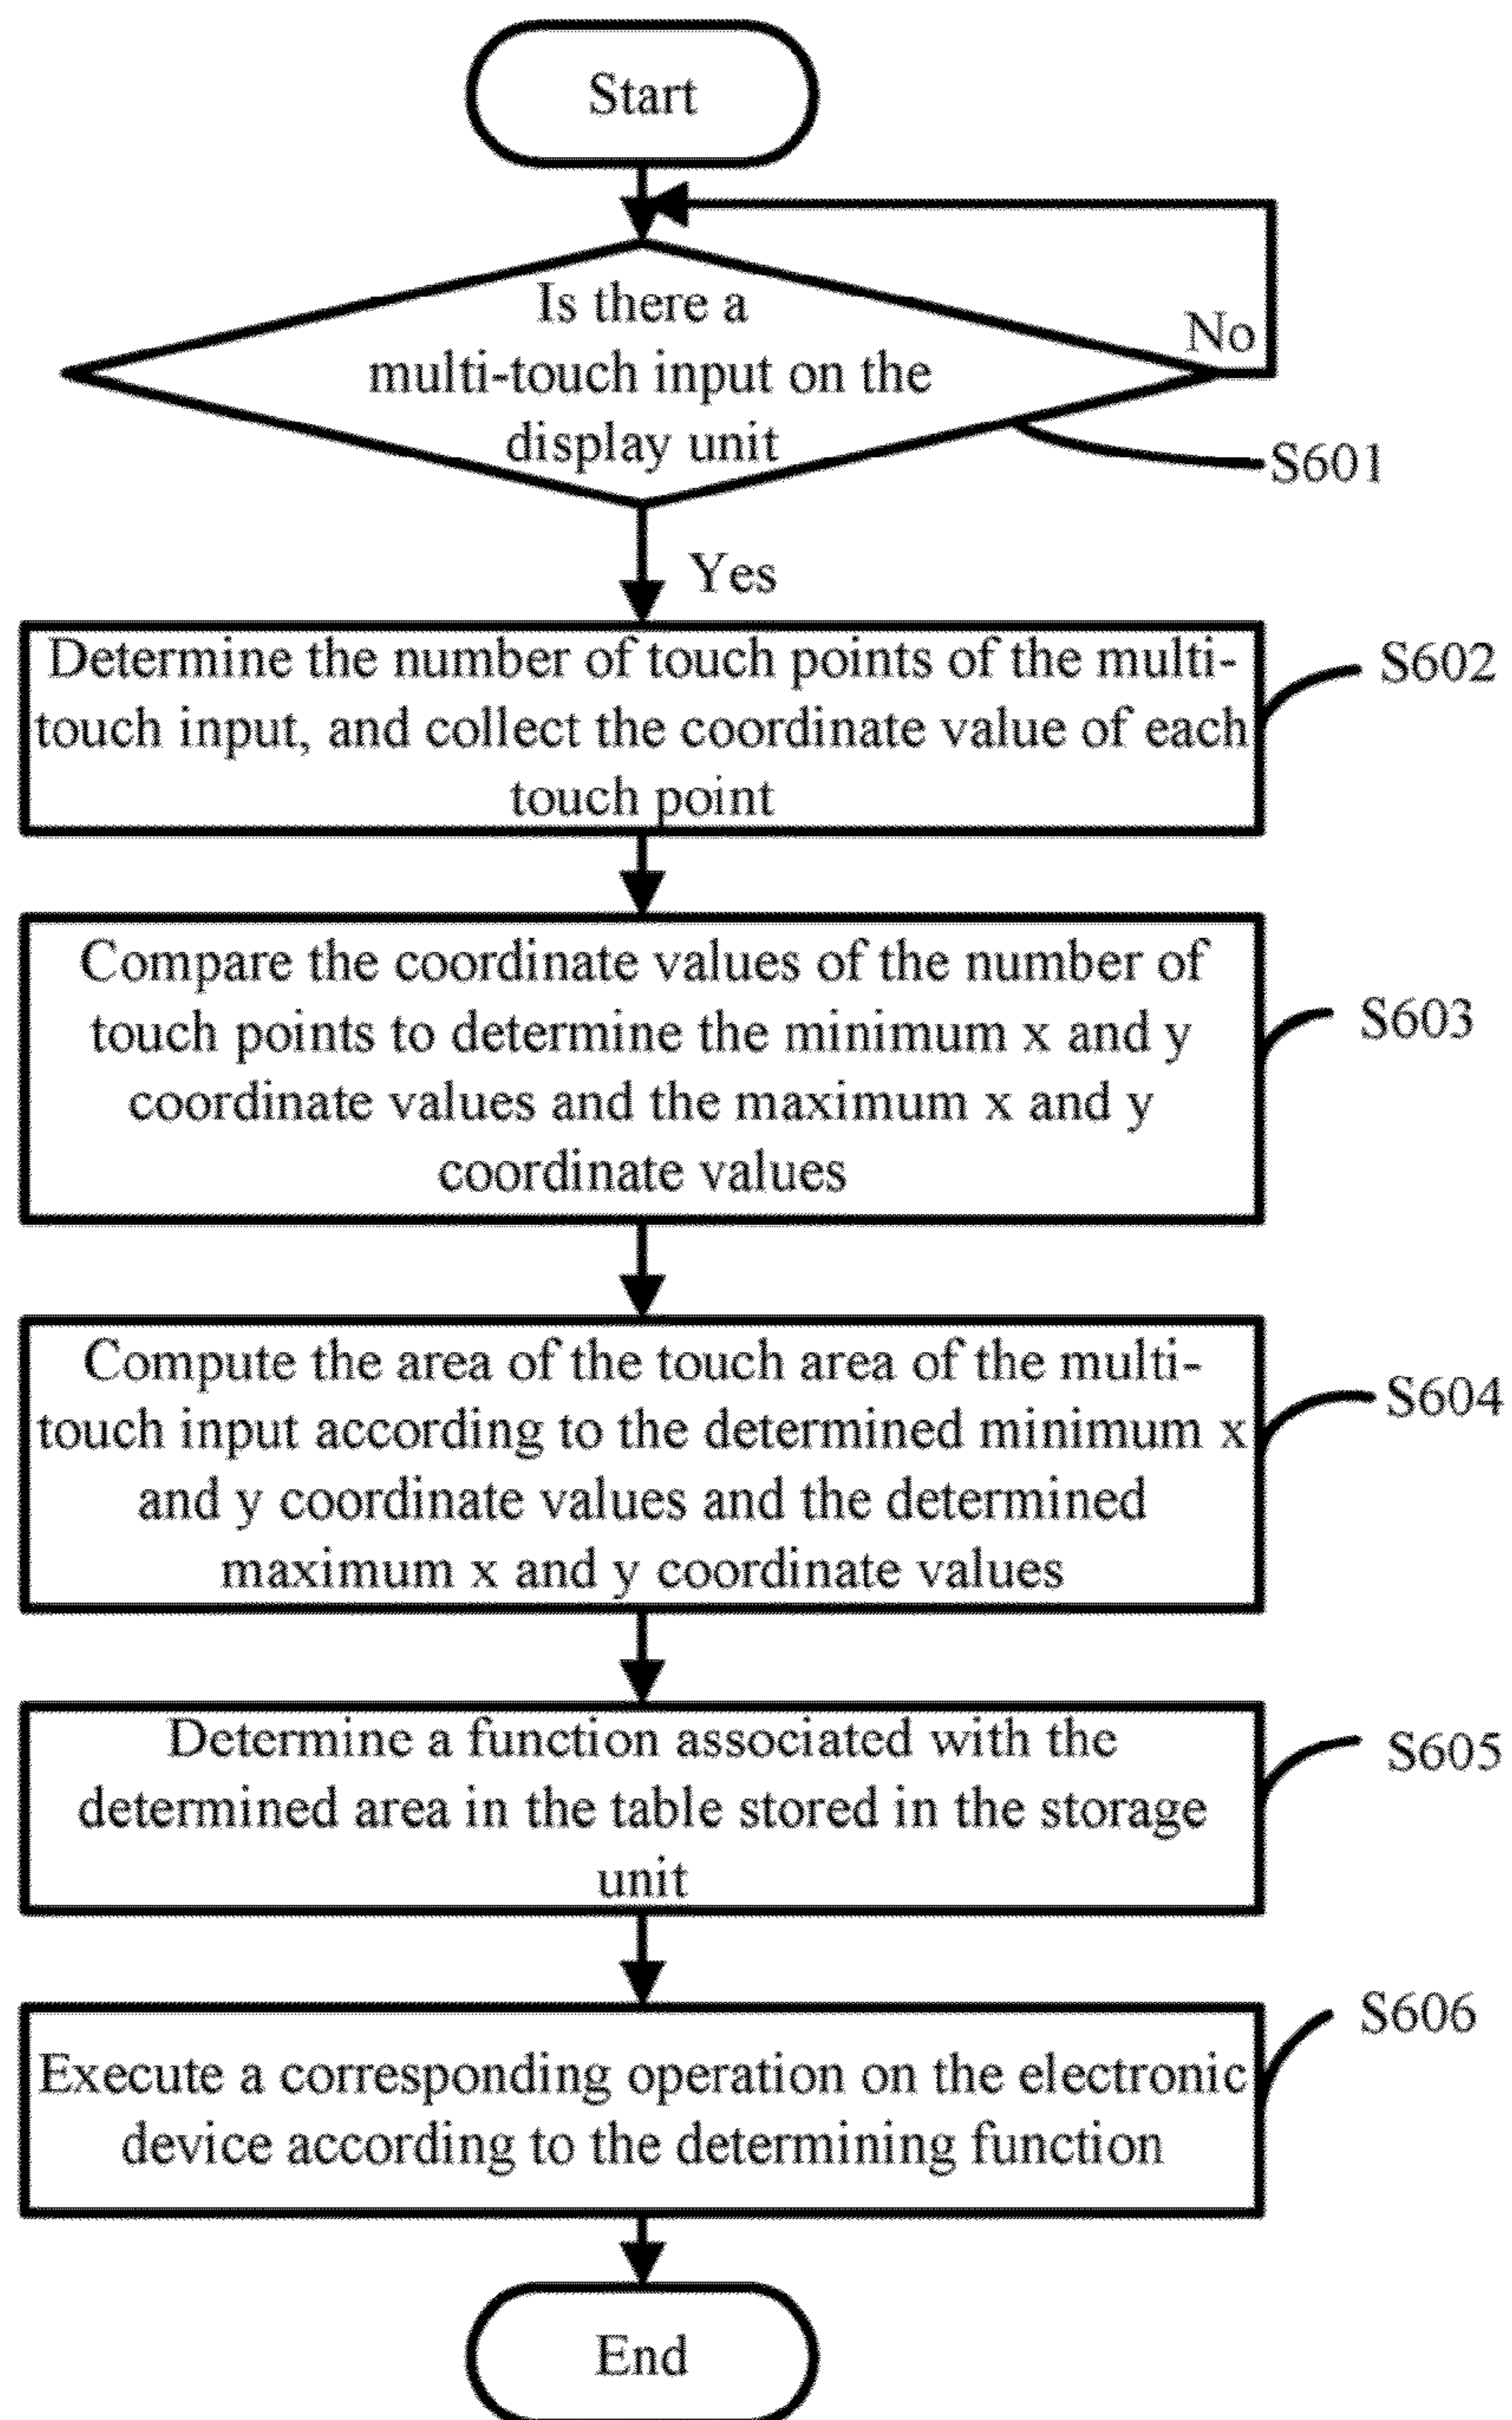 Start
Is there a
multi-touch input on the
display unit
No
S601
Yes
Determine the number of touch points of the multi-
touch input, and collect the coordinate value of each
touch point
S602
Compare the coordinate values of the number of
touch points to determine the minimum x and y
coordinate values and the maximum x and y
coordinate values
S603
Compute the area of the touch area of the multi-
touch input according to the determined minimum x
and y coordinate values and the determined
maximum x and y coordinate values
S604
Determine a function associated with the
determined area in the table stored in the storage
unit
S605
Execute a corresponding operation on the electronic
device according to the determining function
S606
End